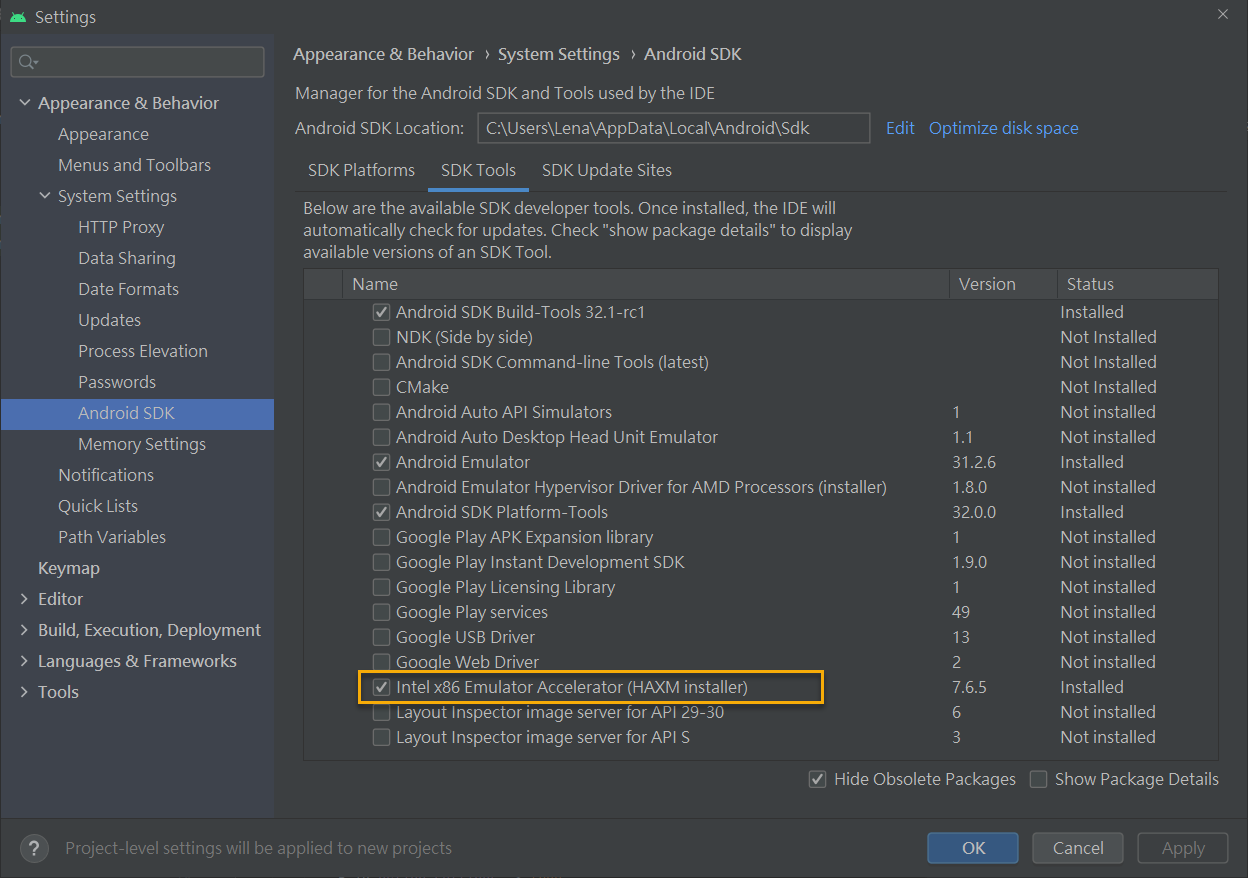 Settings
Appearance & Behavior
Appearance
Menus and Toolbars
System Settings
HTTP Proxy
Data Sharing
Date Formats
Updates
Process Elevation
Passwords
Android SDK
Memory Settings
Notifications
Quick Lists
Path Variables
Keymap
Editor
Build, Execution, Deployment
Languages & Frameworks
Tools
Appearance & Behavior › System Settings › Android SDK
Manager for the Android SDK and Tools used by the IDE
Android SDK Location: C:\Users\Lena\AppData\Local\Android\Sdk Edit Optimize disk space
SDK Platforms SDK Tools SDK Update Sites
Below are the available SDK developer tools. Once installed, the IDE will
automatically check for updates. Check "show package details" to display
available versions of an SDK Tool.
Name Version Status
Android SDK Build-Tools 32.1-rc1 Installed
NDK (Side by side) Not Installed
Android SDK Command-line Tools (latest) Not Installed
CMake Not Installed
Android Auto API Simulators 1 Not installed
Android Auto Desktop Head Unit Emulator 1.1 Not installed
Android Emulator 31.2.6 Installed
Android Emulator Hypervisor Driver for AMD Processors (installer) 1.8.0 Not installed
Android SDK Platform-Tools 32.0.0 Installed
Google Play APK Expansion library 1 Not installed
Google Play Instant Development SDK 1.9.0 Not installed
Google Play Licensing Library 1 Not installed
Google Play services 49 Not installed
Google USB Driver 13 Not installed
Google Web Driver 2 Not installed
Intel x86 Emulator Accelerator (HAXM installer) 7.6.5 Installed
Layout Inspector image server for API 29-30 6 Not installed
Layout Inspector image server for API S 3 Not installed
Hide Obsolete Packages Show Package Details
? Project-level settings will be applied to new projects
OK Cancel Apply